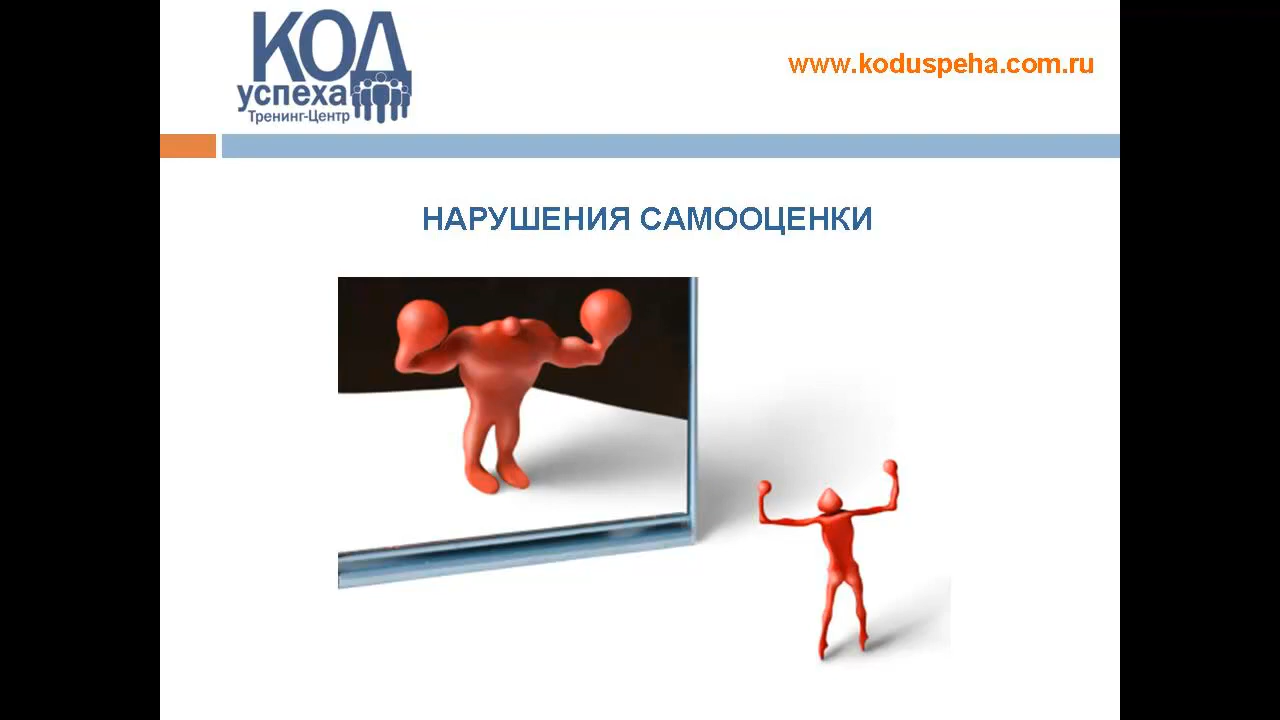 КОД
успеха
Тренинг-Центр
www.koduspeha.com.ru
НАРУШЕНИЯ САМООЦЕНКИ